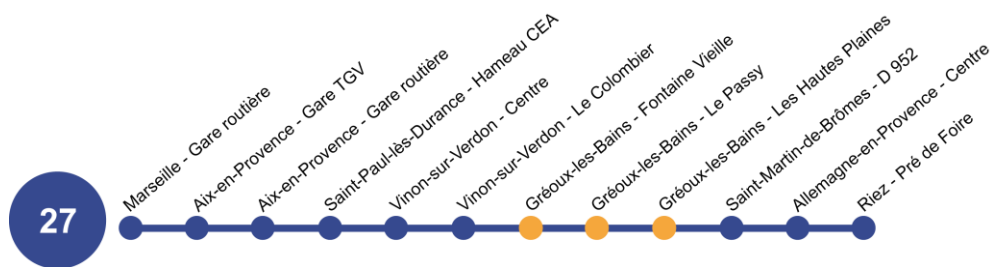 27
Marseille - Gare routière
Aix-en-Provence - Gare TGV
Aix-en-Provence - Gare routière
Saint-Paul-lès-Durance - Hameau CEA
Vinon-sur-Verdon - Centre
Vinon-sur-Verdon - Le Colombier
Gréoux-les-Bains - Fontaine Vieille
Gréoux-les-Bains - Le Passy
Gréoux-les-Bains - Les Hautes Plaines
Saint-Martin-de-Brômes - D 952
Allemagne-en-Provence - Centre
Riez - Pré de Foire